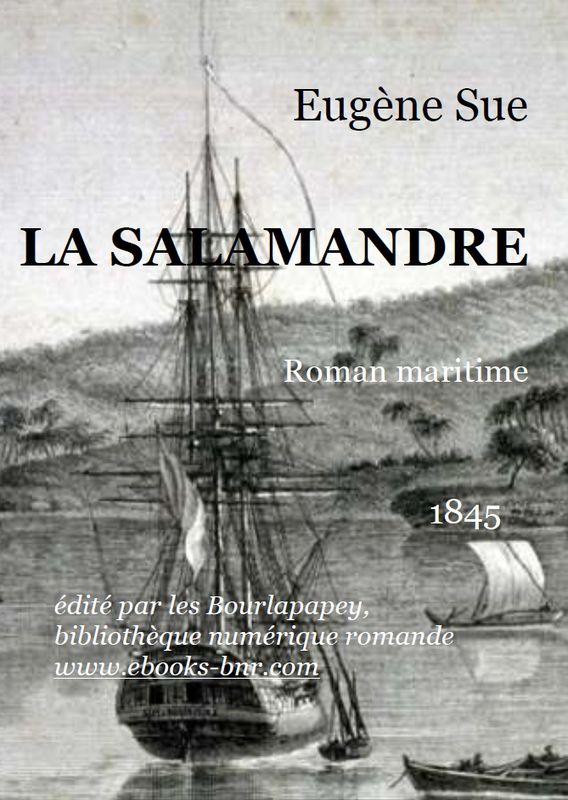 Eugène Sue
LA SALAMANDRE
Roman maritime
1845
édité par les Bourlapapey,
bibliothèque numérique romande
www.ebooks-bnr.com